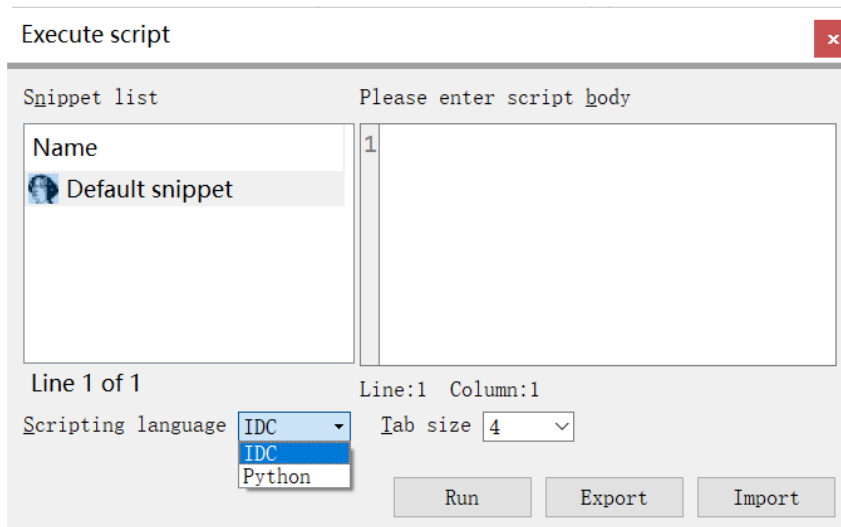 Execute script
Snippet list
Please enter script body
Name
1
Default snippet
Line 1 of 1
Line:1 Column:1
Scripting language IDC Tab size 4
IDC
Python
Run Export Import